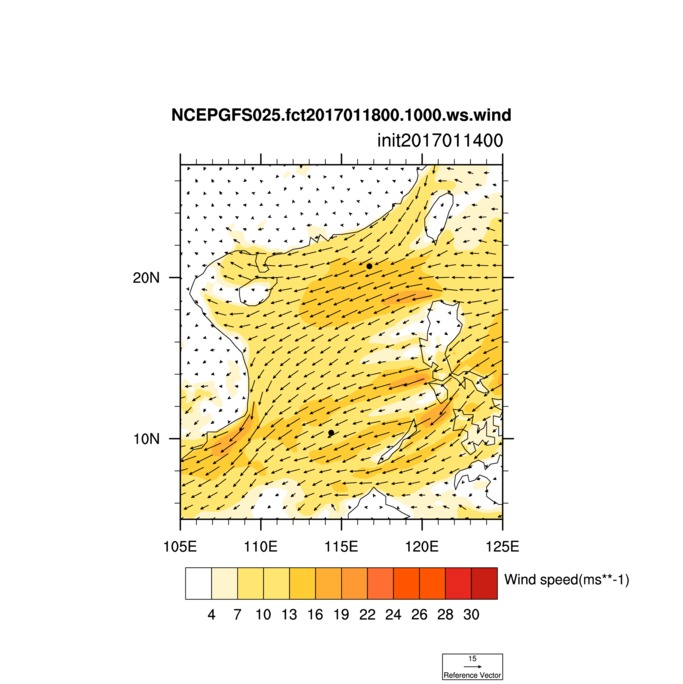 NCEPGFS025.fct2017011800.1000.ws.wind
init2017011400
20N
10N
105E 110E 115E 120E 125E
Wind speed(ms**-1)
4 7 10 13 16 19 22 24 26 28 30
15
Reference Vector